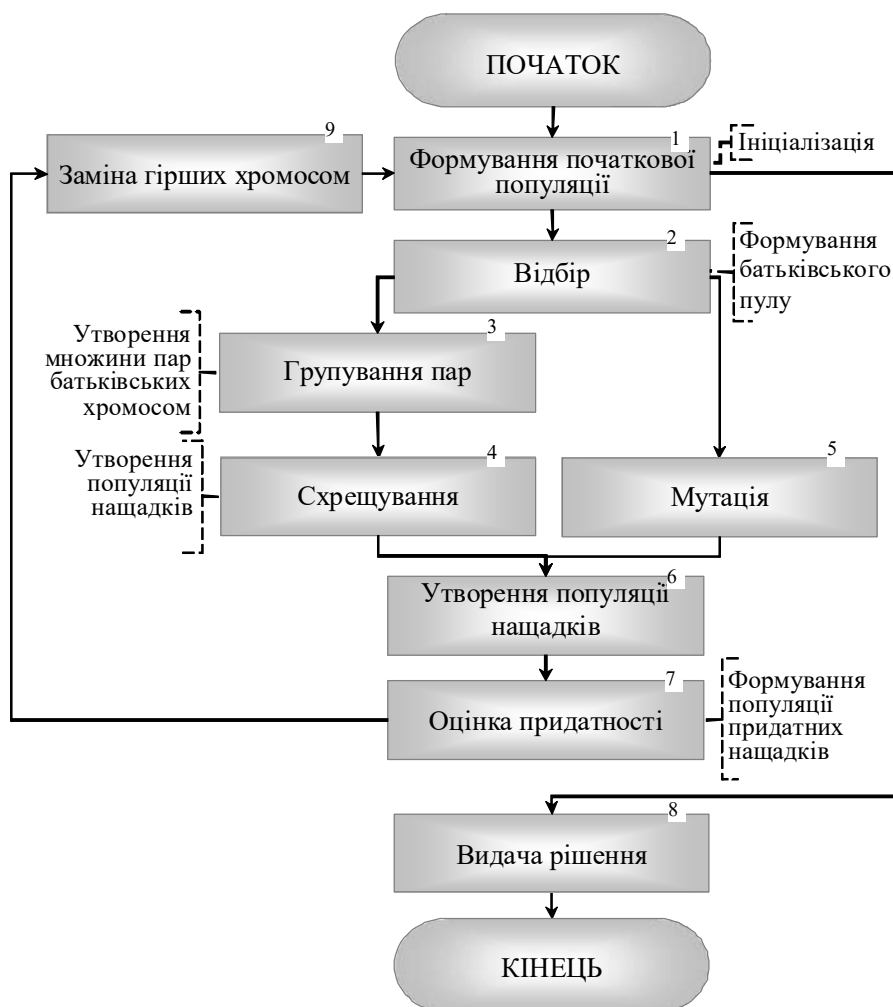 ПОЧАТОК
9
Заміна гірших хромосом
1
Формування початкової
популяції
Ініціалізація
2
Відбір
Формування
батьківського
пулу
Утворення
множини пар
батьківських
хромосом
3
Групування пар
Утворення
популяції
нащадків
4
Схрещування
5
Мутація
6
Утворення популяції
нащадків
7
Оцінка придатності
Формування
популяції
придатних
нащадків
8
Видача рішення
КІНЕЦЬ